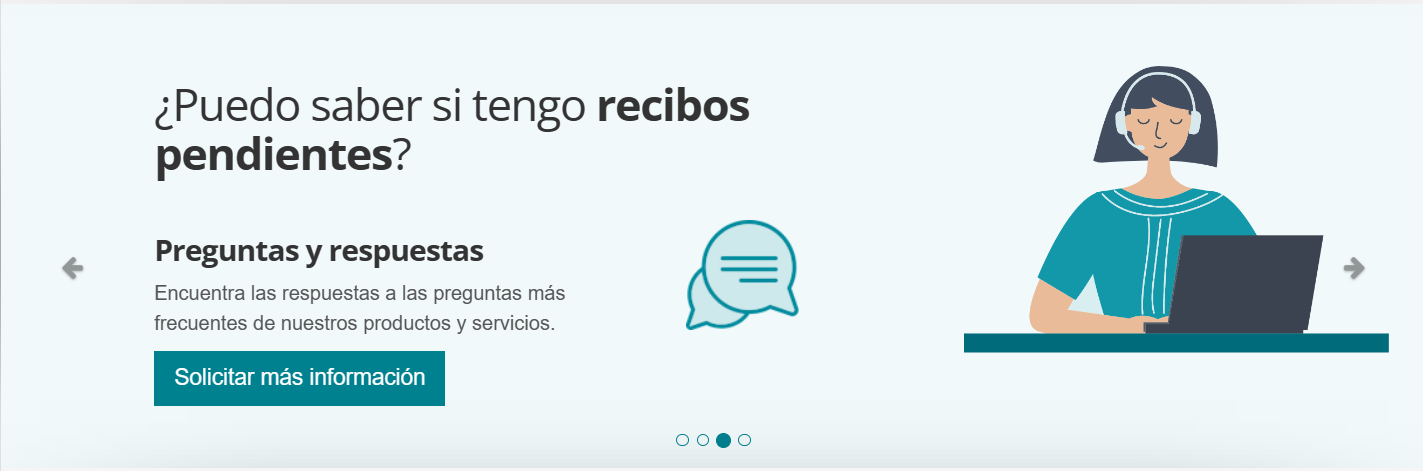 ¿Puedo saber si tengo recibos
pendientes?
Preguntas y respuestas
Encuentra las respuestas a las preguntas más
frecuentes de nuestros productos y servicios.
Solicitar más información